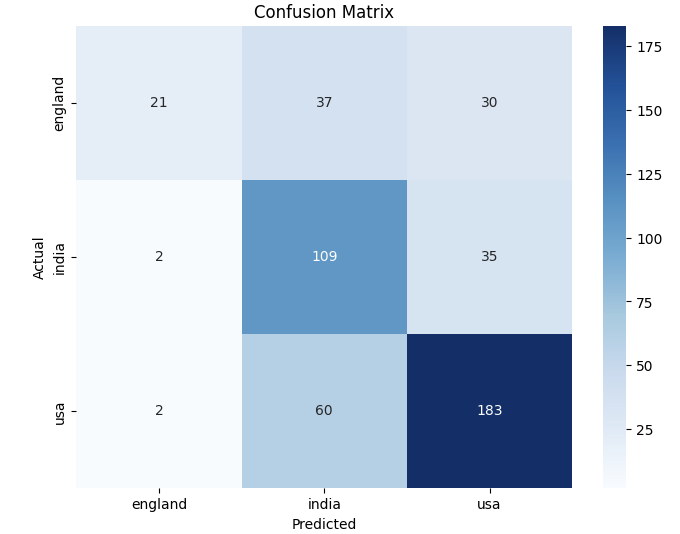 Confusion Matrix
england
21
37
30
175
150
125
Actual
india
2
109
35
100
75
usa
2
60
183
50
25
england
india
usa
Predicted